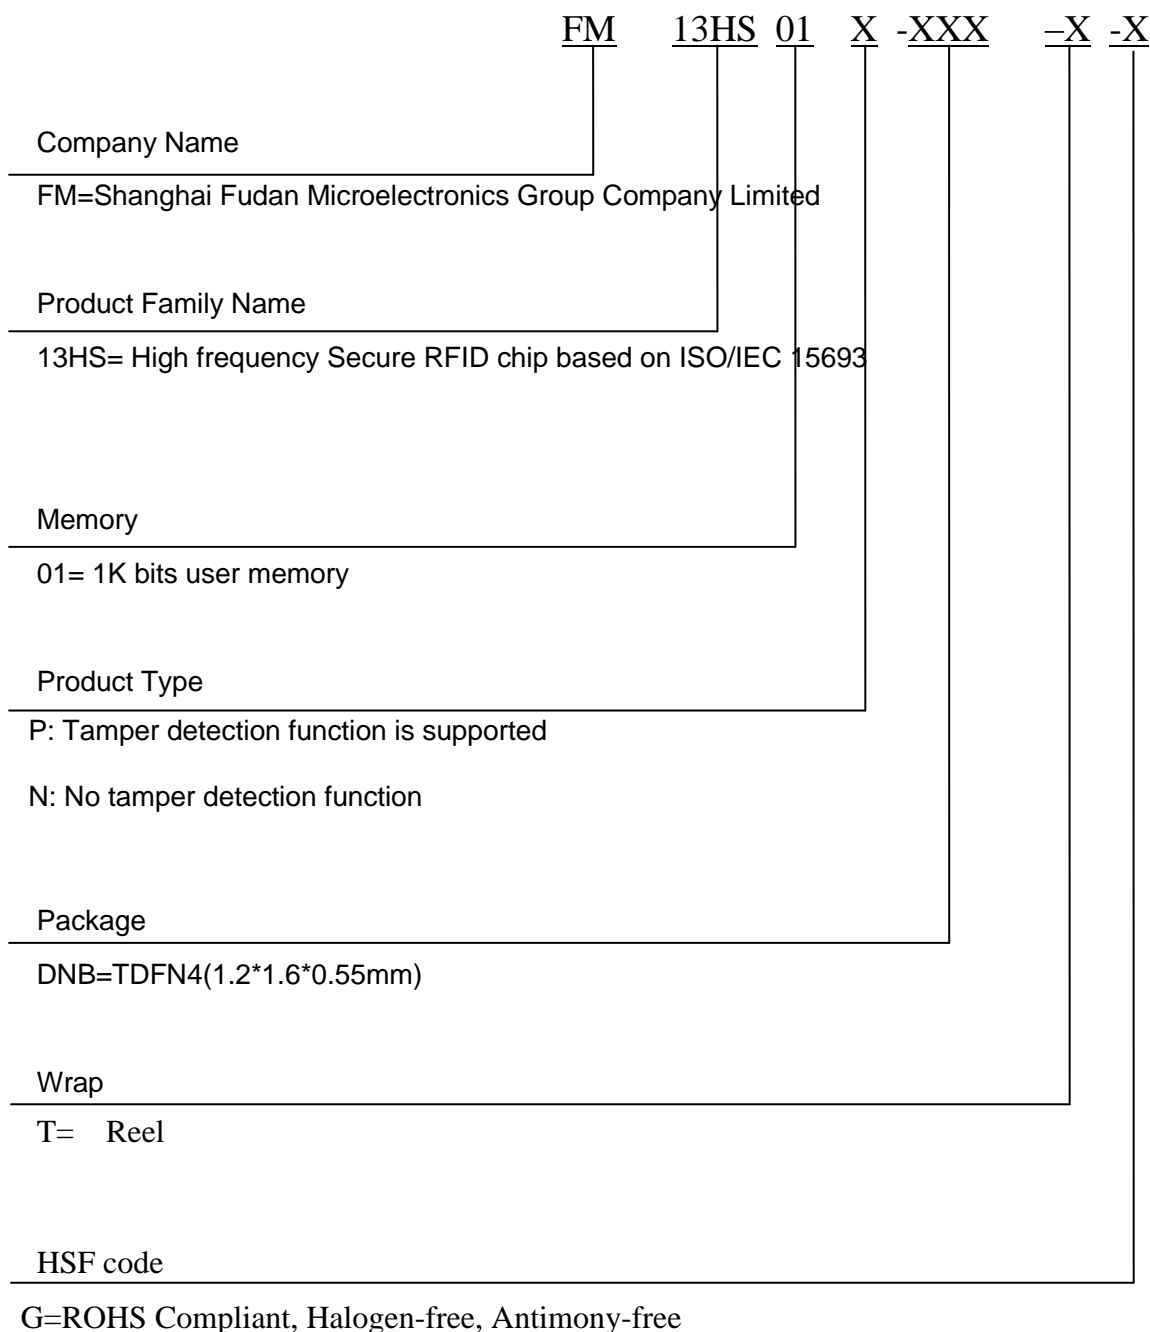 FM 13HS 01 X -XXX –X -X
Company Name
FM=Shanghai Fudan Microelectronics Group Company Limited
Product Family Name
13HS= High frequency Secure RFID chip based on ISO/IEC 15693
Memory
01= 1K bits user memory
Product Type
P: Tamper detection function is supported
N: No tamper detection function
Package
DNB=TDFN4(1.2*1.6*0.55mm)
Wrap
T= Reel
HSF code
G=ROHS Compliant, Halogen-free, Antimony-free